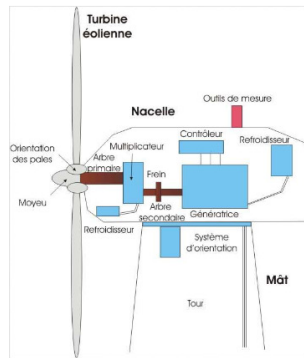 Turbine
éolienne
Nacelle
Outils de mesure
Contrôleur
Refroidisseur
Orientation
des pales
Multiplicateur
Arbre
primaire
Frein
Moyeu
Arbre
secondaire
Génératrice
Refroidisseur
Système
d'orientation
Mât
Tour